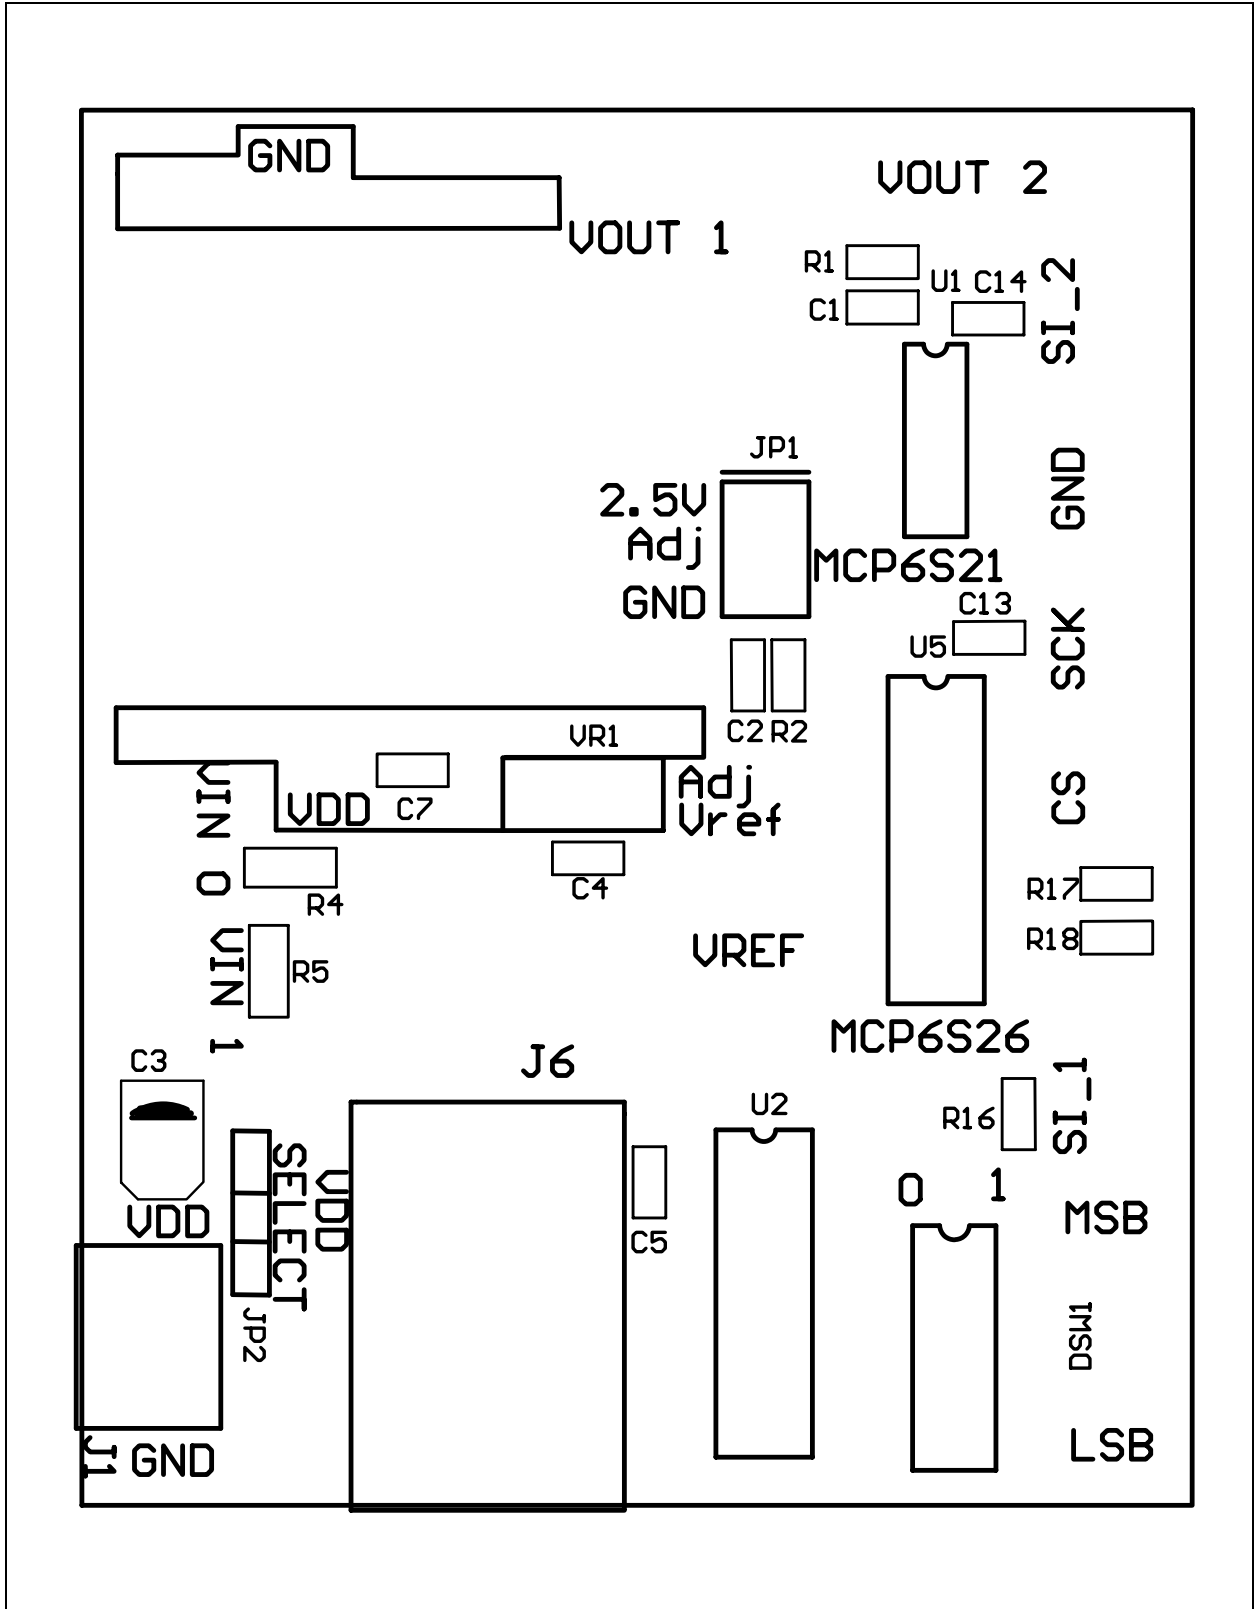 GND
VOUT 2
VOUT 1
R1
U1
C14
C1
SI_2
JP1
2.5V
Adj
GND
GND
MCP6S21
C13
U5
SCK
C2
R2
VR1
VIN 0
VDD
C7
Adj
Vref
CS
C4
R4
R17
R18
VIN 1
R5
VREF
MCP6S26
C3
J6
SI_1
U2
R16
VDD
SELECT
VDD
0
1
MSB
C5
JP2
DSW1
J1
GND
LSB